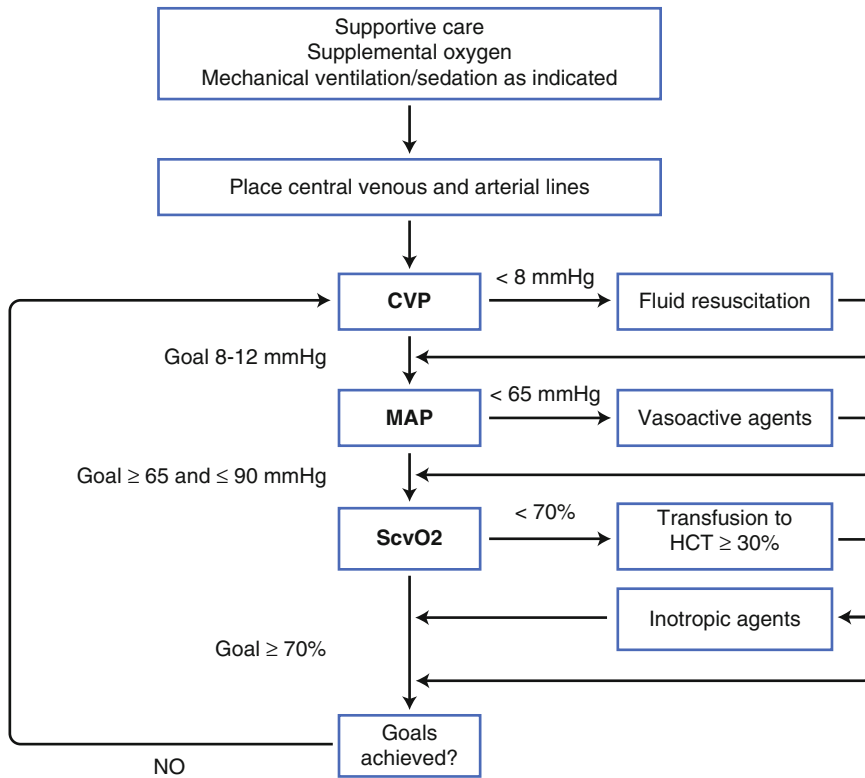 Supportive care
Supplemental oxygen
Mechanical ventilation/sedation as indicated
Place central venous and arterial lines
CVP
< 8 mmHg
Fluid resuscitation
Goal 8-12 mmHg
MAP
< 65 mmHg
Vasoactive agents
Goal ≥ 65 and ≤ 90 mmHg
ScvO2
< 70%
Transfusion to
HCT ≥ 30%
Inotropic agents
Goal ≥ 70%
Goals
achieved?
NO